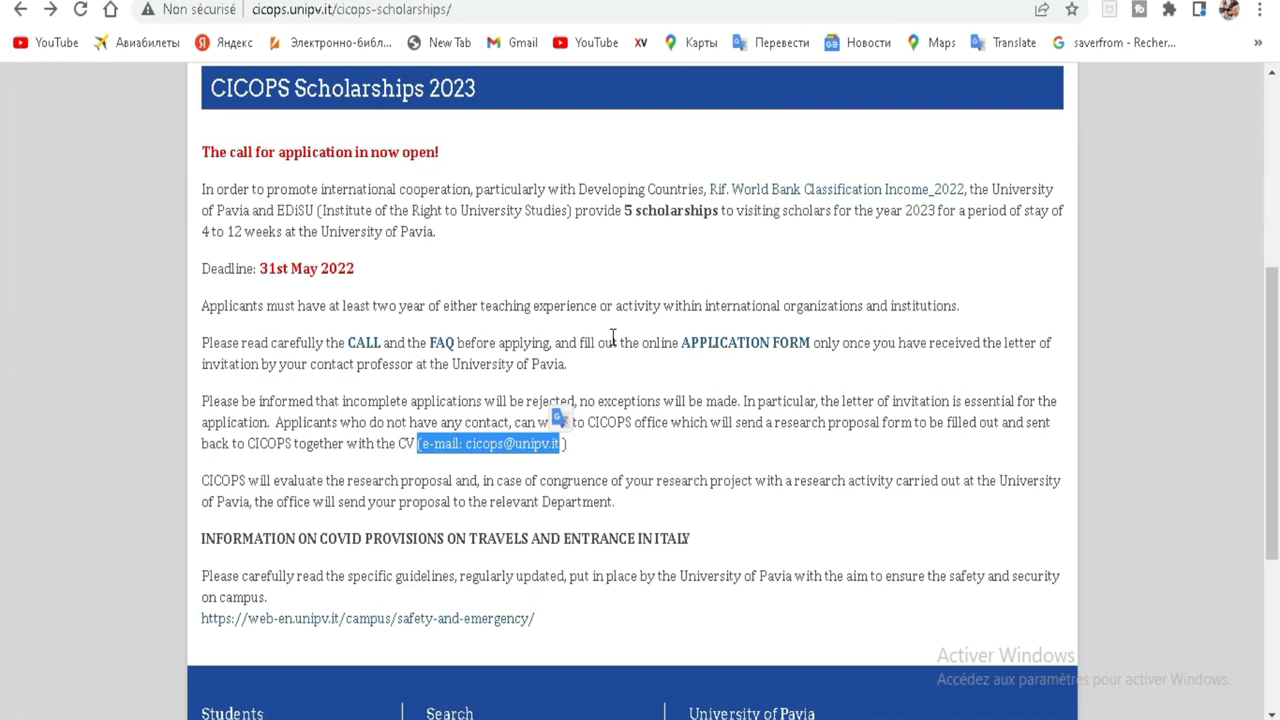 Non sécurisé cicops.unipv.it/cicops-scholarships/
YouTube Авиабилеты Яндекс Электронно-библ... New Tab Gmail YouTube XV Карты Перевести Новости Maps Translate saverfrom - Recher... »
CICOPS Scholarships 2023
The call for application in now open!
In order to promote international cooperation, particularly with Developing Countries, Rif. World Bank Classification Income_2022, the University
of Pavia and EDiSU (Institute of the Right to University Studies) provide 5 scholarships to visiting scholars for the year 2023 for a period of stay of
4 to 12 weeks at the University of Pavia.
Deadline: 31st May 2022
Applicants must have at least two year of either teaching experience or activity within international organizations and institutions.
Please read carefully the CALL and the FAQ before applying, and fill out the online APPLICATION FORM only once you have received the letter of
invitation by your contact professor at the University of Pavia.
Please be informed that incomplete applications will be rejected, no exceptions will be made. In particular, the letter of invitation is essential for the
application. Applicants who do not have any contact, can to CICOPS office which will send a research proposal form to be filled out and sent
back to CICOPS together with the CV (e-mail: cicops@unipv.it )
CICOPS will evaluate the research proposal and, in case of congruence of your research project with a research activity carried out at the University
of Pavia, the office will send your proposal to the relevant Department.
INFORMATION ON COVID PROVISIONS ON TRAVELS AND ENTRANCE IN ITALY
Please carefully read the specific guidelines, regularly updated, put in place by the University of Pavia with the aim to ensure the safety and security
on campus.
https://web-en.unipv.it/campus/safety-and-emergency/
Activer Windows
Accédez aux paramètres pour activer Windows.
Students Search University of Pavia